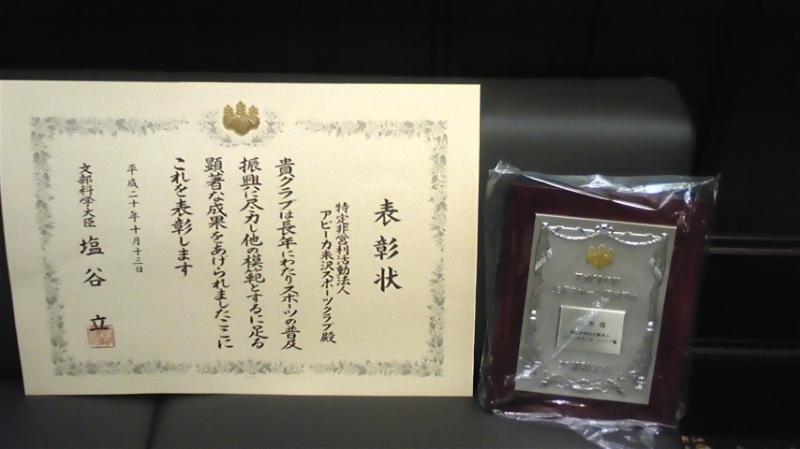 表彰状
特定非営利活動法人
アピーカ米沢スポーツクラブ殿
貴クラブは長年にわたりスポーツの普及
振興に尽力し他の模範とするに足る
顕著な成果をあげられましたここに
これを表彰します
平成二十年十月十三日
文部科学大臣 塩谷 立